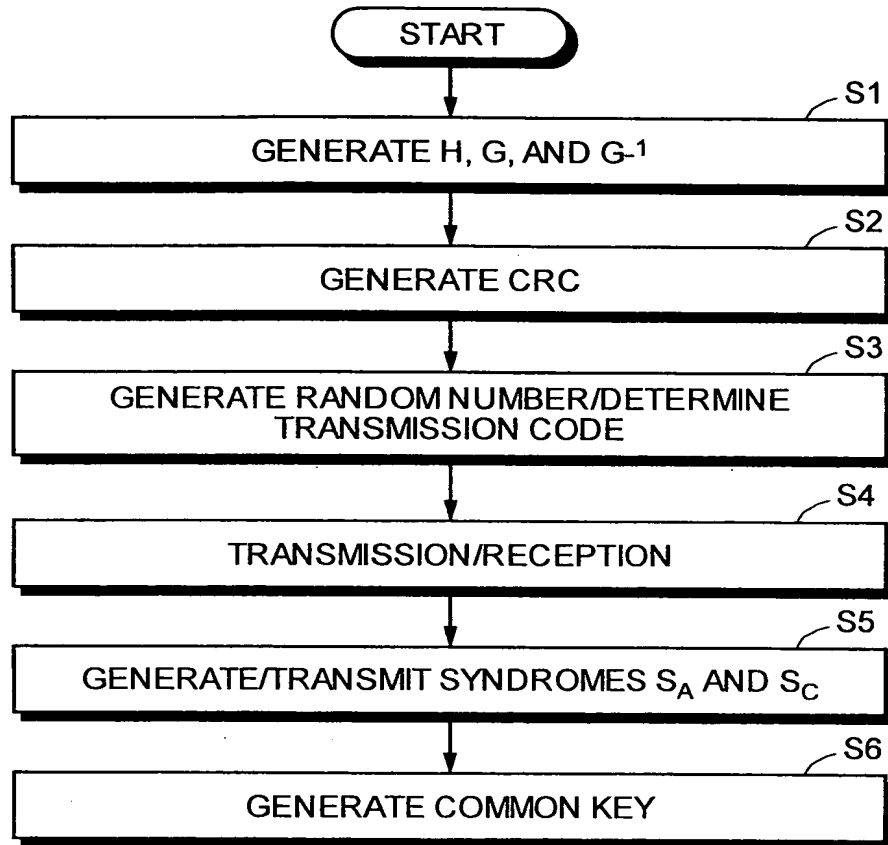 START
S1
GENERATE H, G, AND G-1
S2
GENERATE CRC
S3
GENERATE RANDOM NUMBER/DETERMINE
TRANSMISSION CODE
S4
TRANSMISSION/RECEPTION
S5
GENERATE/TRANSMIT SYNDROMES SA AND SC
S6
GENERATE COMMON KEY